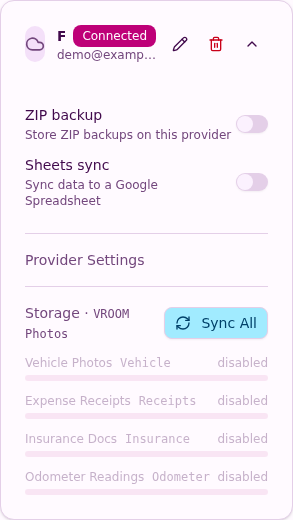 F Connected
demo@examp...
ZIP backup
Store ZIP backups on this provider
Sheets sync
Sync data to a Google
Spreadsheet
Provider Settings
Storage · VROOM
Photos
Sync All
Vehicle Photos Vehicle disabled
Expense Receipts Receipts disabled
Insurance Docs Insurance disabled
Odometer Readings Odometer disabled